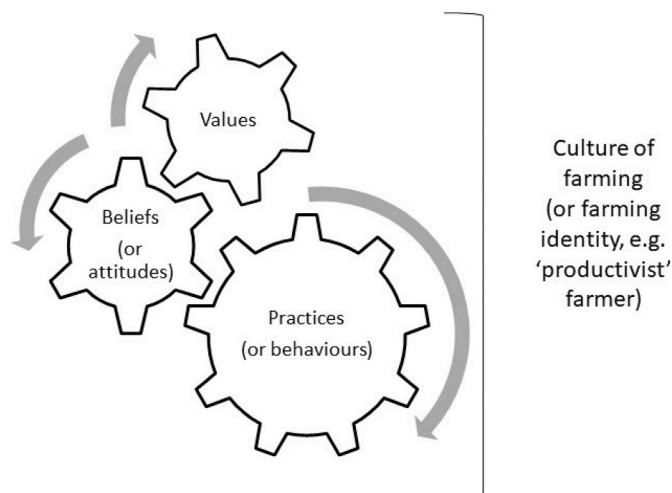 Values
Beliefs
(or
attitudes)
Practices
(or behaviours)
Culture of
farming
(or farming
identity, e.g.
‘productivist’
farmer)